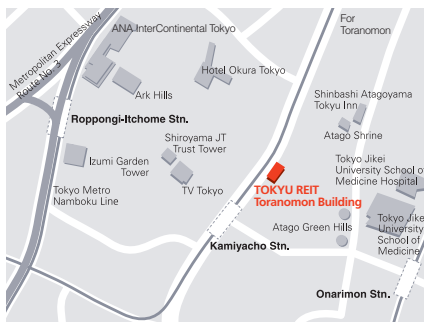 For
Toranomon
ANA InterContinental Tokyo
Metropolitan Expressway
Route No. 3
Hotel Okura Tokyo
Ark Hills
Shinbashi Atagoyama
Tokyu Inn
Roppongi-Itchome Stn.
Atago Shrine
Shiroyama JT
Trust Tower
Izumi Garden
Tower
Tokyo Jikei
University School of
Medicine Hospital
TV Tokyo
Tokyo Metro
Namboku Line
TOKYU REIT
Toranomon Building
Tokyo Jikei
University
School of
Medicine
Atago Green Hills
Kamiyacho Stn.
Onarimon Stn.